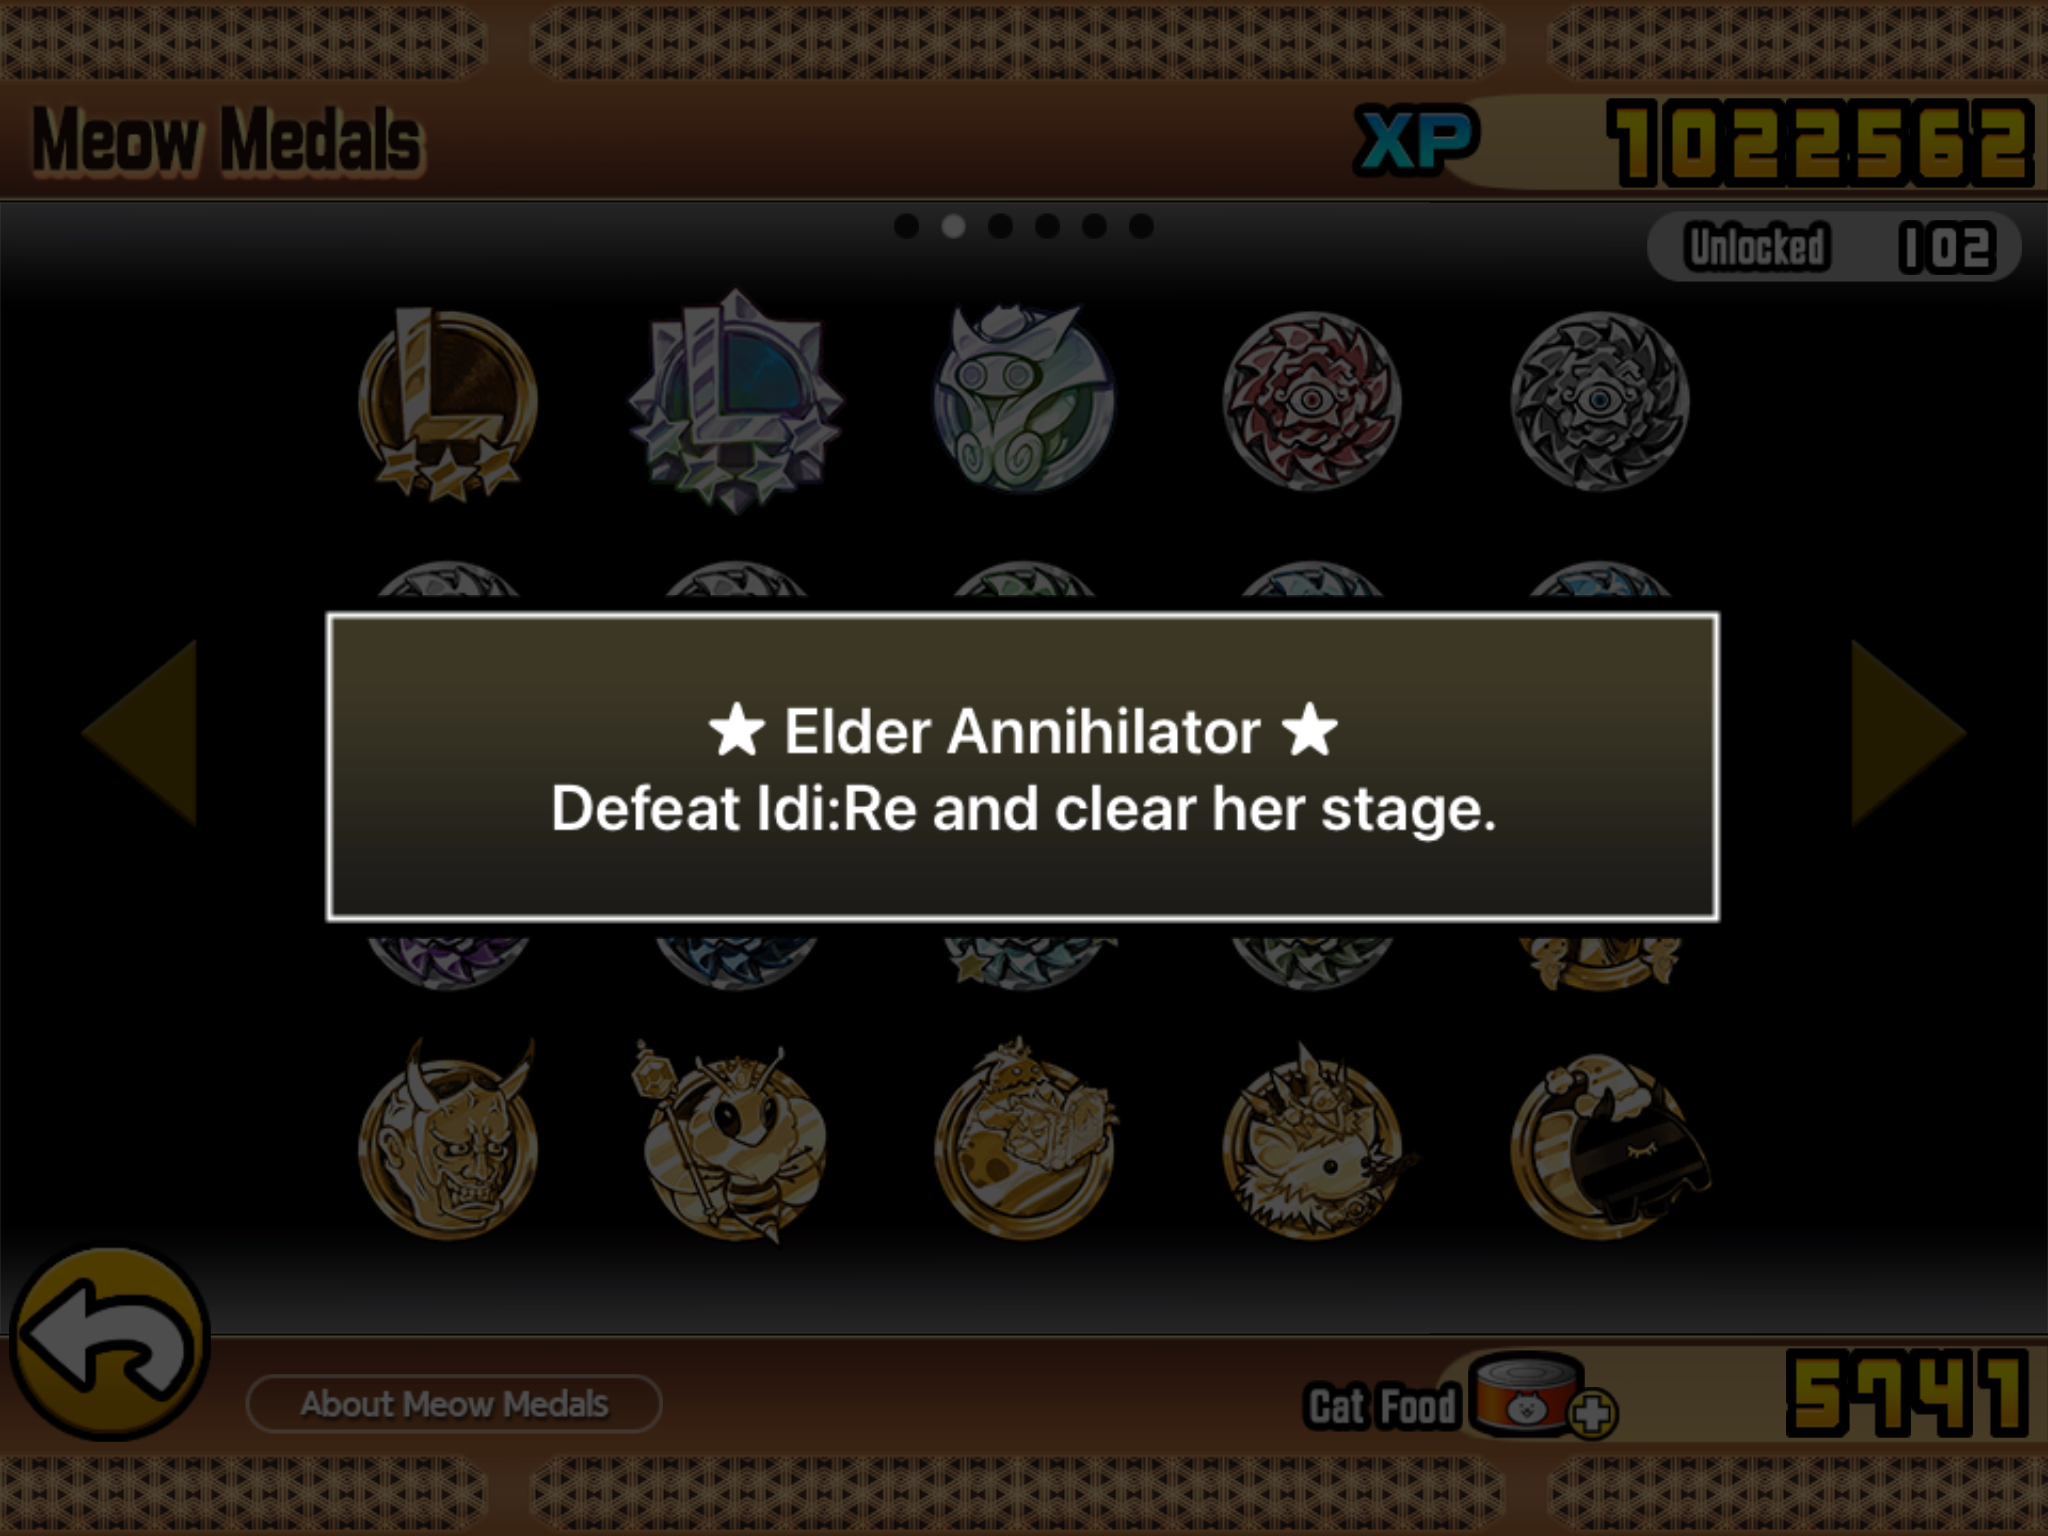 Meow Medals
XP 1022562
Unlocked 102
★ Elder Annihilator ★
Defeat Idi:Re and clear her stage.
About Meow Medals
Cat Food 5741